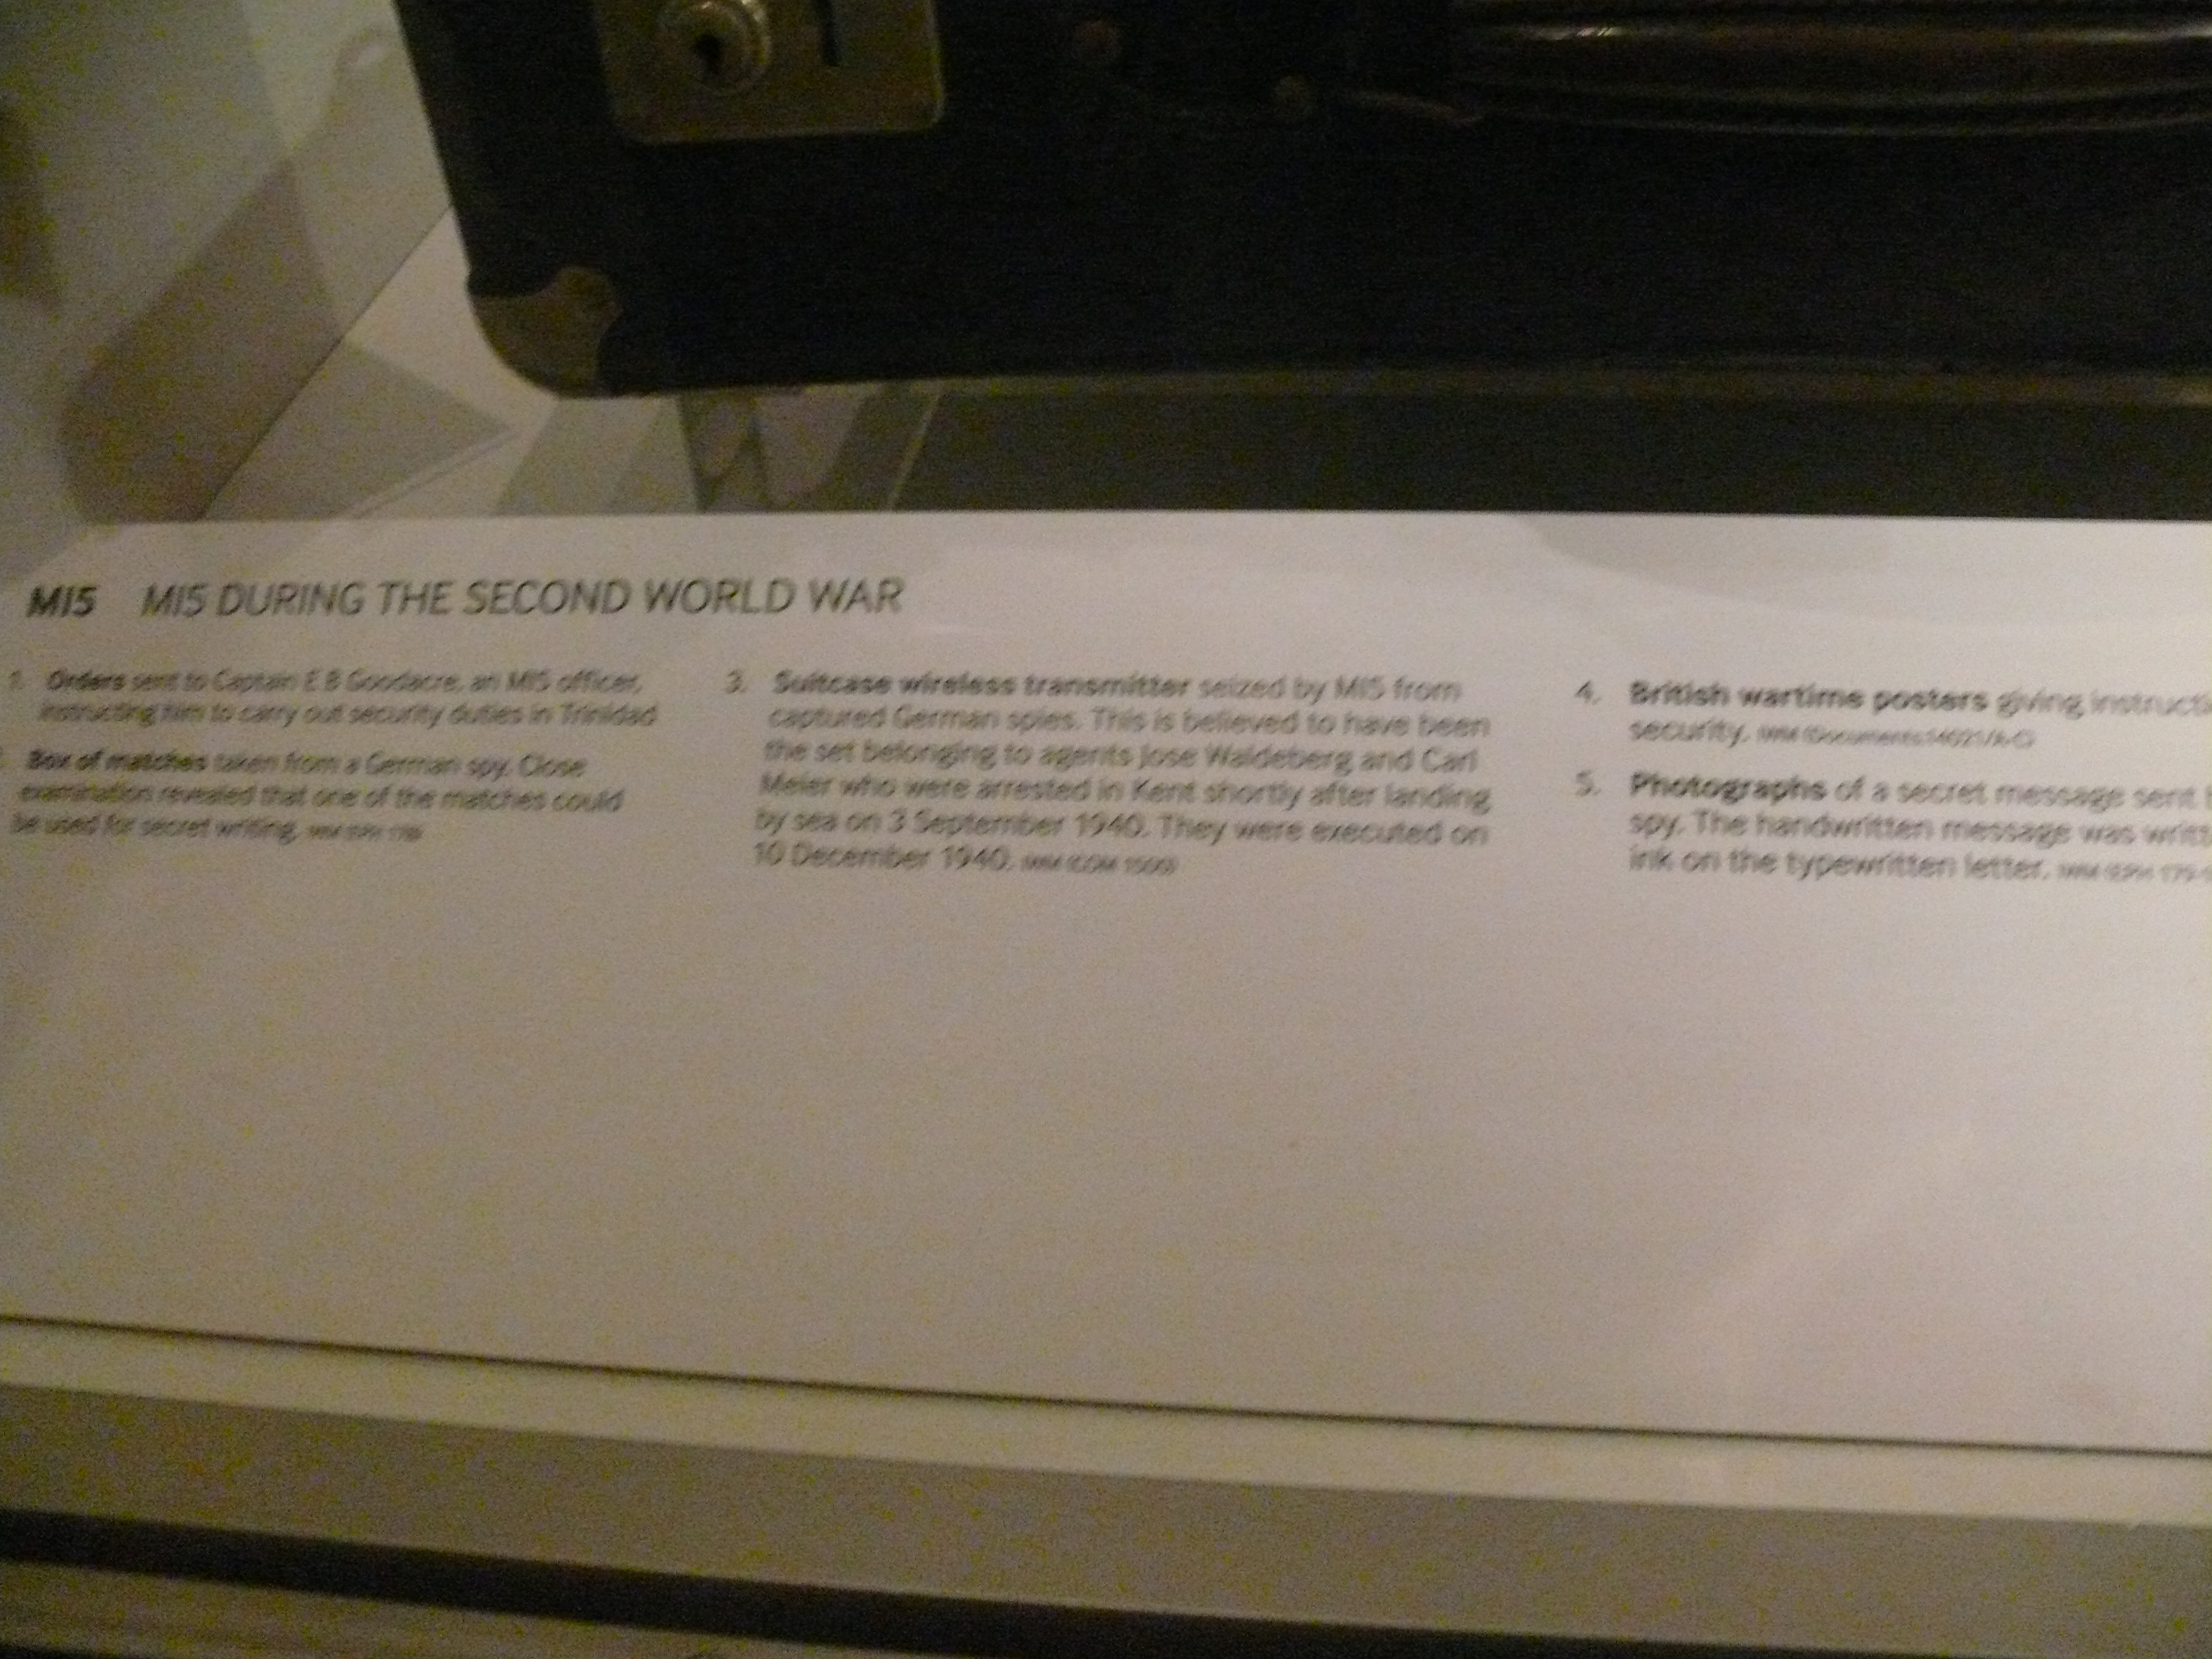 MI5 MI5 DURING THE SECOND WORLD WAR
1. Orders sent to Captain E B Goodacre, an MI5 officer,
instructing him to carry out security duties in Trinidad
Box of matches taken from a German spy. Close
examination revealed that one of the matches could
be used for secret writing.
3. Suitcase wireless transmitter seized by MI5 from
captured German spies. This is believed to have been
the set belonging to agents Jose Waldeberg and Carl
Meier who were arrested in Kent shortly after landing
by sea on 3 September 1940. They were executed on
10 December 1940.
4. British wartime posters giving instructi
security.
5. Photographs of a secret message sent
spy. The handwritten message was writt
ink on the typewritten letter.